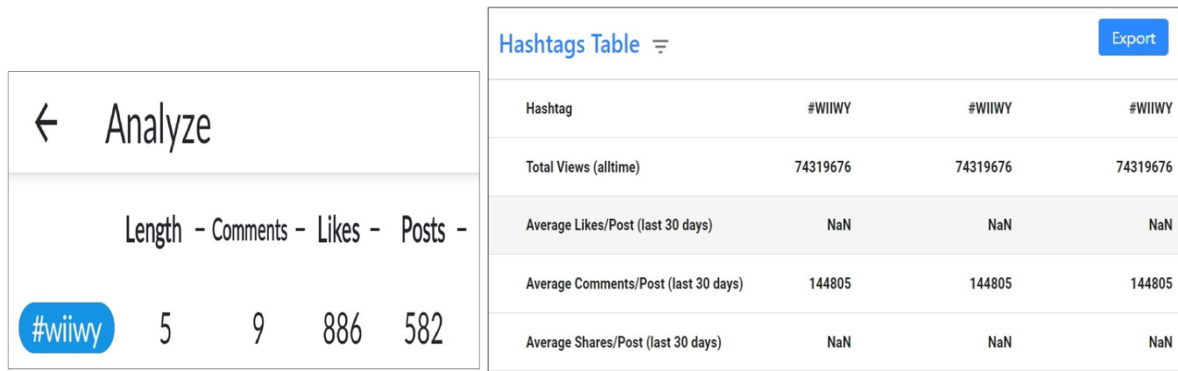 ← Analyze
Length - Comments - Likes - Posts -
#wiiwy 5 9 886 582
Hashtags Table
Export
Hashtag #WIIWY #WIIWY #WIIWY
Total Views (alltime) 74319676 74319676 74319676
Average Likes/Post (last 30 days) NaN NaN NaN
Average Comments/Post (last 30 days) 144805 144805 144805
Average Shares/Post (last 30 days) NaN NaN NaN